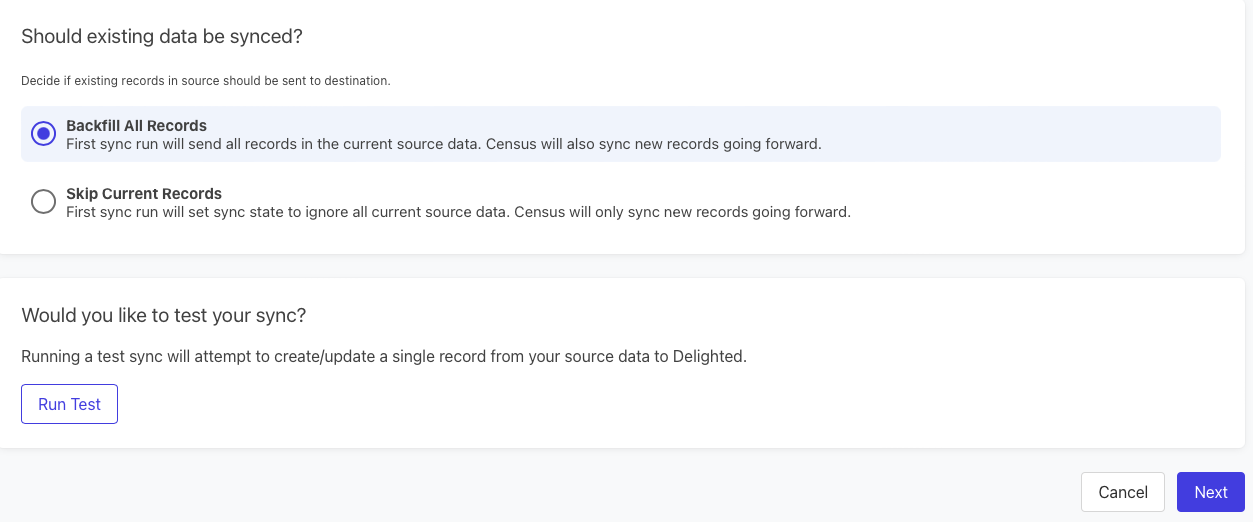 Should existing data be synced?
Decide if existing records in source should be sent to destination.
Backfill All Records
First sync run will send all records in the current source data. Census will also sync new records going forward.
Skip Current Records
First sync run will set sync state to ignore all current source data. Census will only sync new records going forward.
Would you like to test your sync?
Running a test sync will attempt to create/update a single record from your source data to Delighted.
Run Test
Cancel
Next